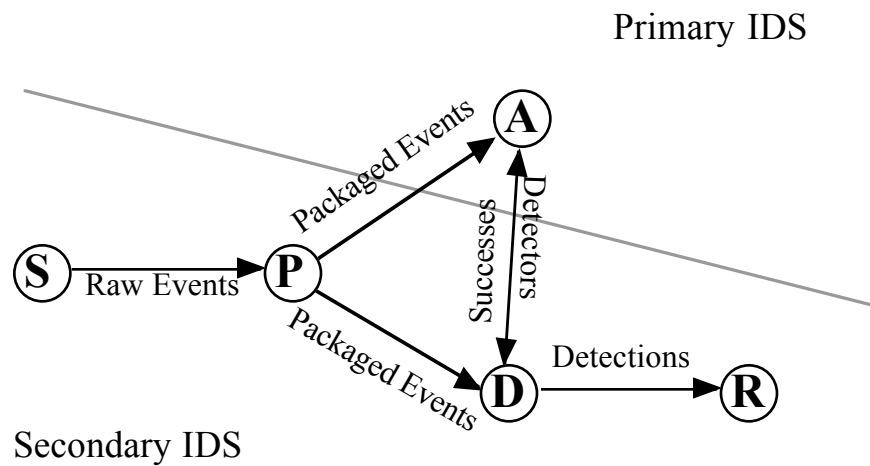 Primary IDS
A
Packaged Events
Detectors
Successes
S
Raw Events
P
Packaged Events
Detections
D
R
Secondary IDS